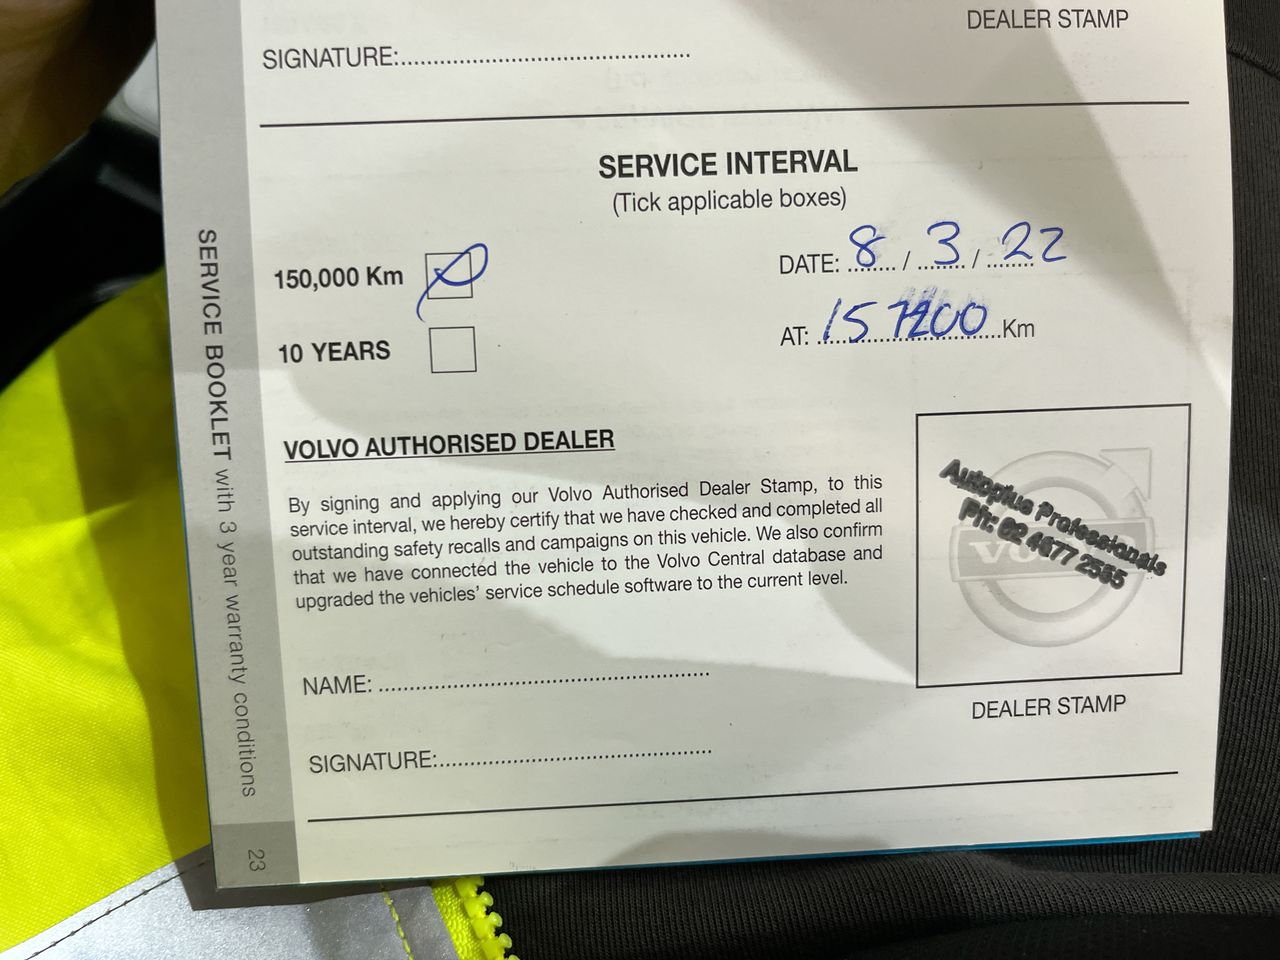 DEALER STAMP
SIGNATURE:
SERVICE INTERVAL
(Tick applicable boxes)
150,000 Km
DATE: 8 / 3 / 22
10 YEARS
AT: Km
VOLVO AUTHORISED DEALER
By signing and applying our Volvo Authorised Dealer Stamp, to this
service interval, we hereby certify that we have checked and completed all
outstanding safety recalls and campaigns on this vehicle. We also confirm
that we have connected the vehicle to the Volvo Central database and
upgraded the vehicles' service schedule software to the current level.
Autoplus Professionals
Ph: 02 4677 2565
NAME:
DEALER STAMP
SIGNATURE:
SERVICE BOOKLET with 3 year warranty conditions
23